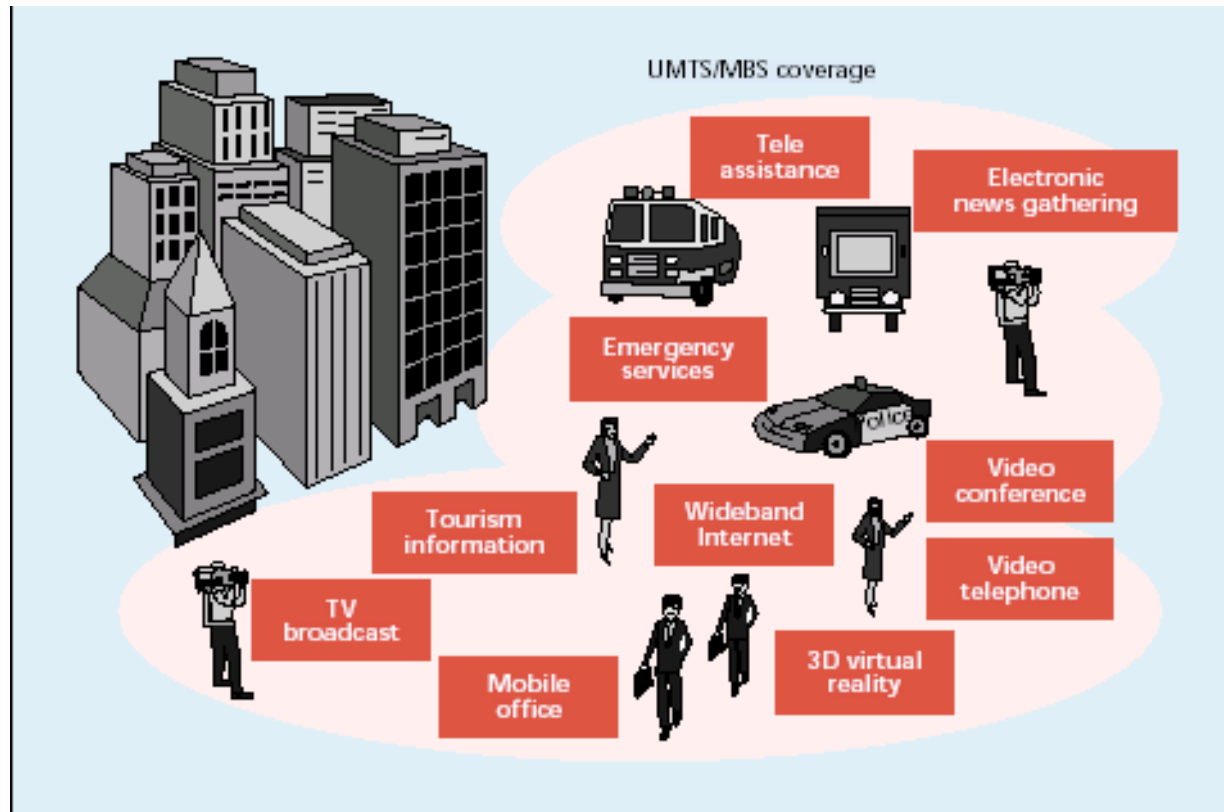 UMTS/MBS coverage
Tele
assistance
Electronic
news gathering
Emergency
services
POLICE
Video
conference
Tourism
information
Wideband
Internet
Video
telephone
TV
broadcast
3D virtual
reality
Mobile
office